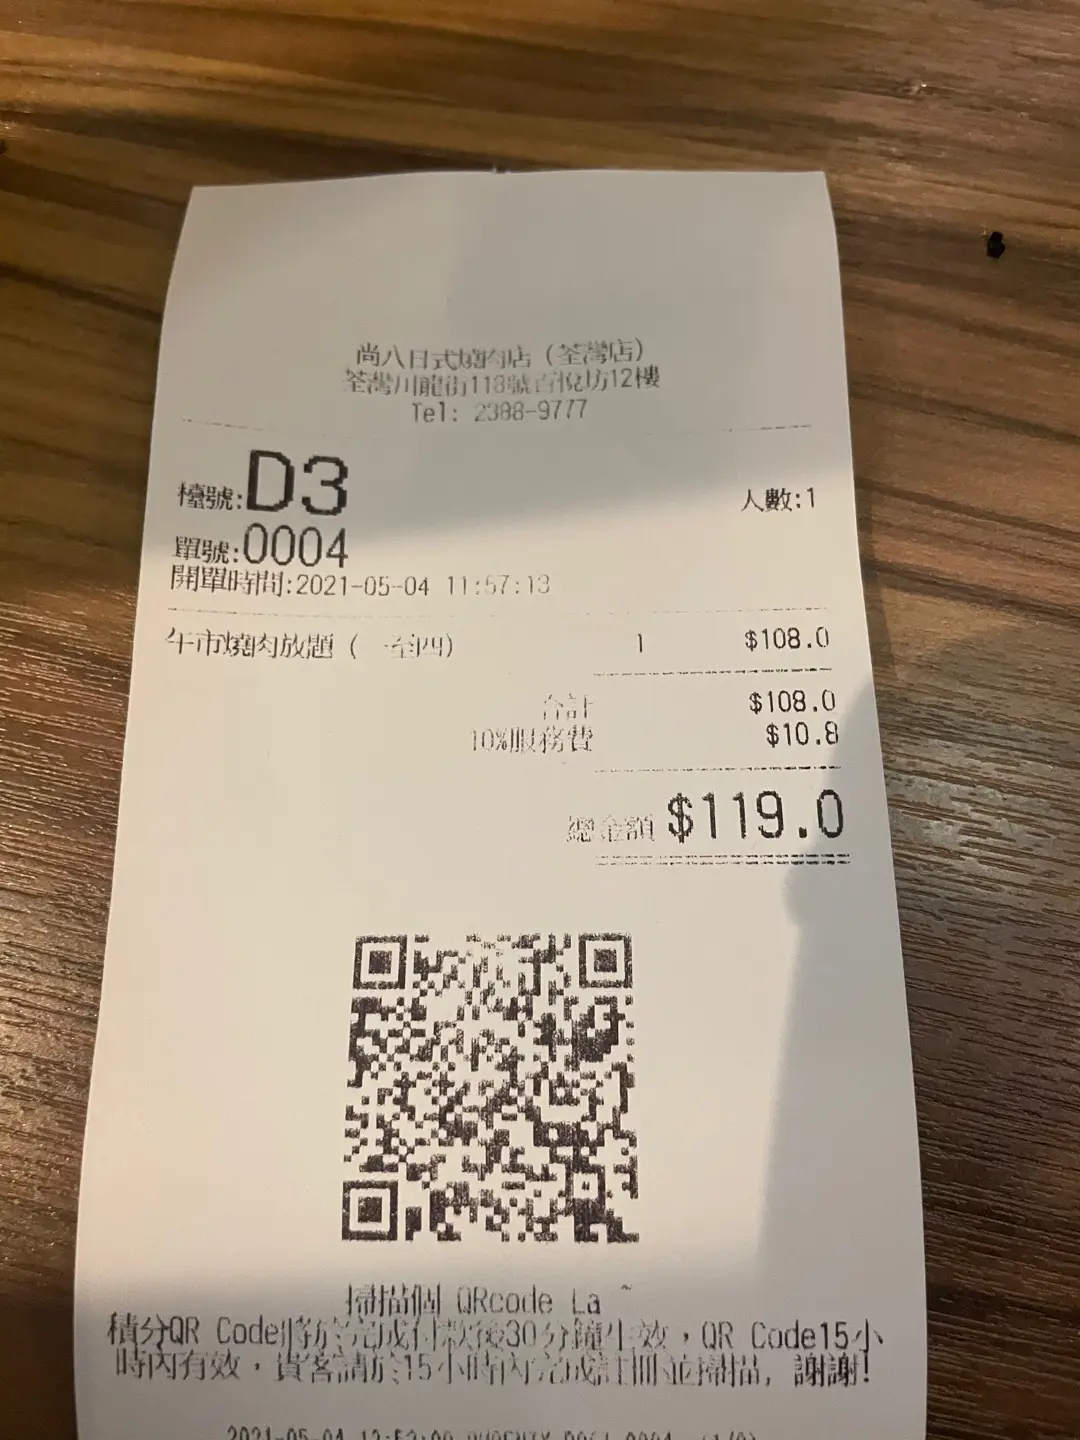 尚八日式燒肉店（荃灣店）
荃灣川龍街118號百悅坊12樓
Tel: 2388-9777
檯號:D3 人數:1
單號:0004
開單時間:2021-05-04 11:57:13
午市燒肉放題（一至四） 1 $108.0
合計 $108.0
10%服務費 $10.8
總金額 $119.0
掃描個 QRcode La ~
積分QR Code將於完成付款後30分鐘生效，QR Code15小
時內有效，貴客請於15小時內完成註冊並掃描，謝謝!
2021-05-04 12:52:00